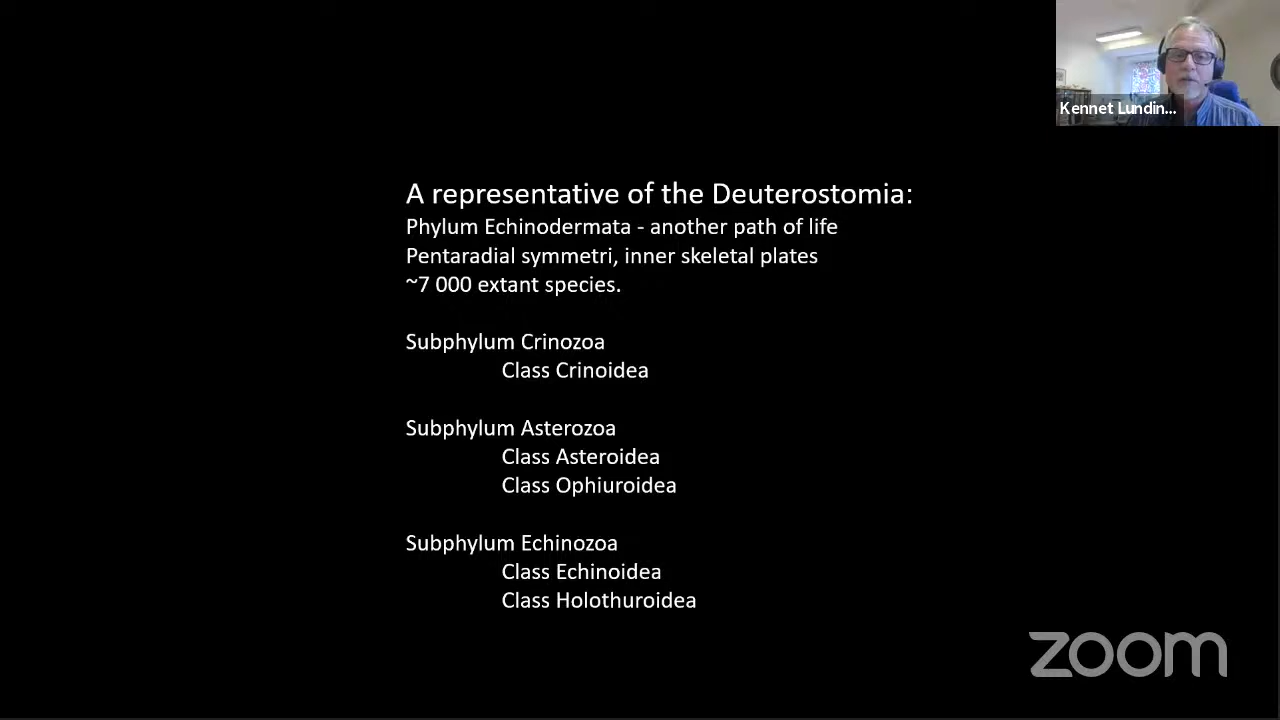 Kennet Lundin...
A representative of the Deuterostomia:
Phylum Echinodermata - another path of life
Pentaradial symmetri, inner skeletal plates
~7 000 extant species.
Subphylum Crinozoa
Class Crinoidea
Subphylum Asterozoa
Class Asteroidea
Class Ophiuroidea
Subphylum Echinozoa
Class Echinoidea
Class Holothuroidea
zoom